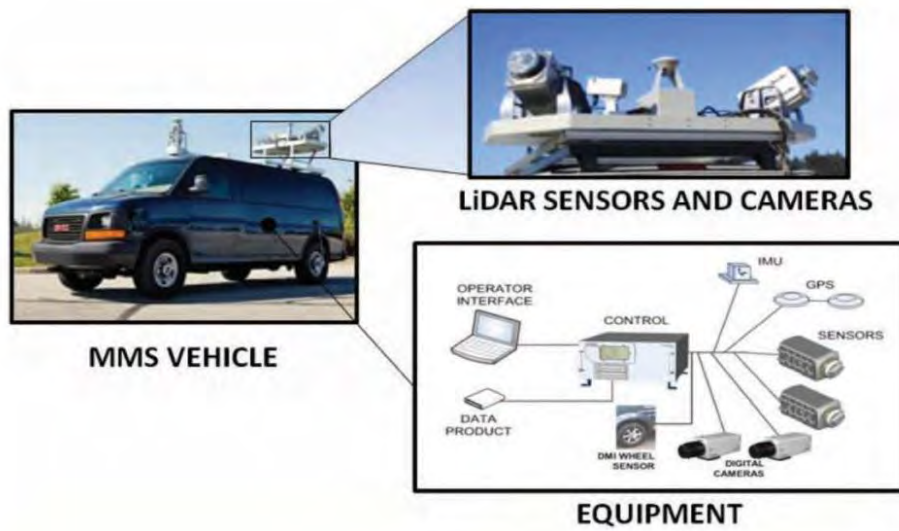 LiDAR SENSORS AND CAMERAS
MMS VEHICLE
OPERATOR
INTERFACE
CONTROL
IMU
GPS
SENSORS
DATA
PRODUCT
DMI WHEEL
SENSOR
DIGITAL
CAMERAS
EQUIPMENT